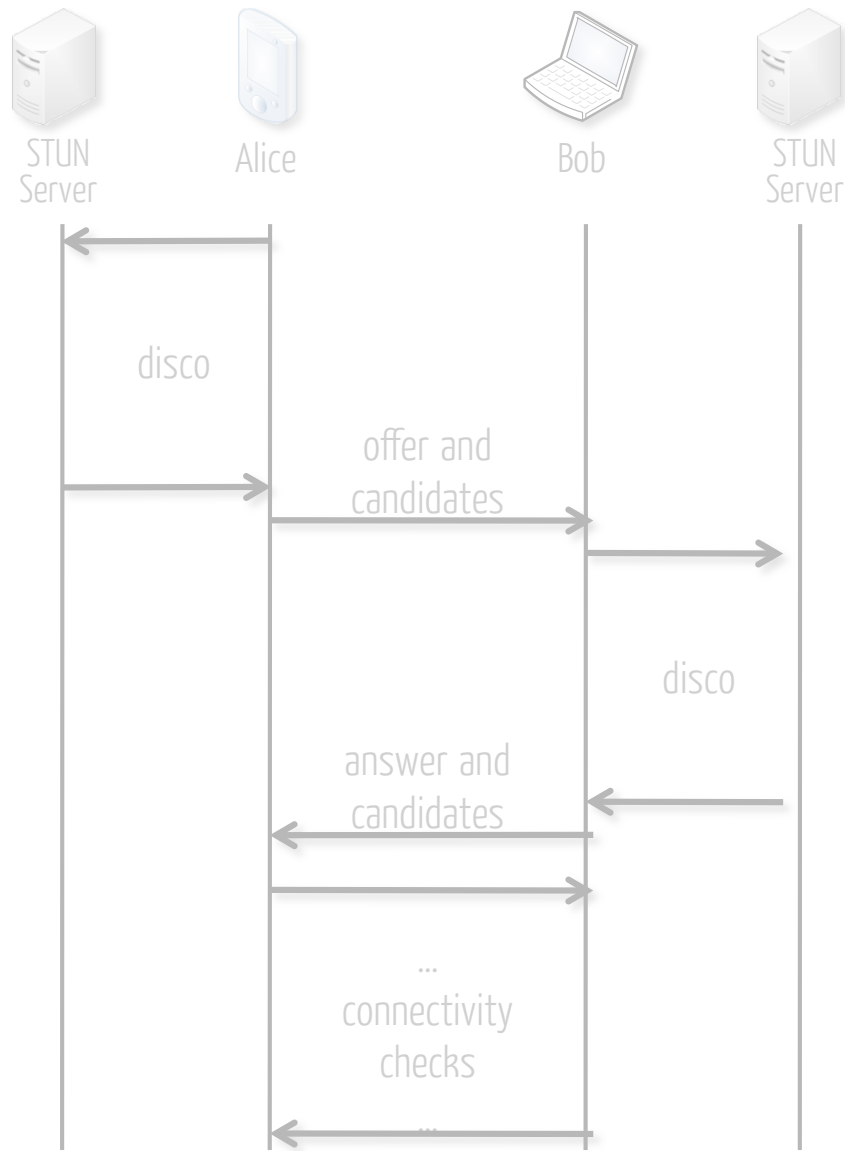 STUN
Server
Alice
Bob
STUN
Server
disco
offer and
candidates
disco
answer and
candidates
...
connectivity
checks
...